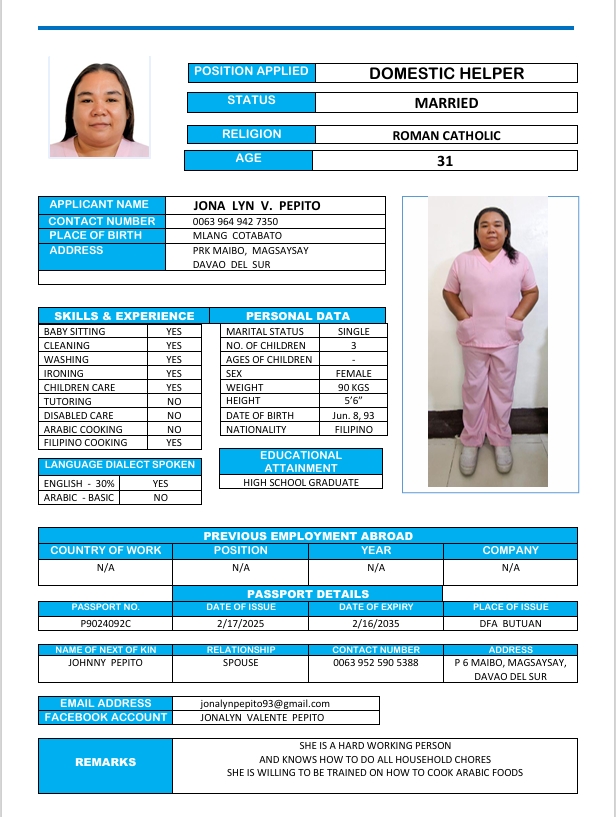 POSITION APPLIED DOMESTIC HELPER
STATUS MARRIED
RELIGION ROMAN CATHOLIC
AGE 31
APPLICANT NAME JONA LYN V. PEPITO
CONTACT NUMBER 0063 964 942 7350
PLACE OF BIRTH MLANG COTABATO
ADDRESS PRK MAIBO, MAGSAYSAY
DAVAO DEL SUR
SKILLS & EXPERIENCE
BABY SITTING YES
CLEANING YES
WASHING YES
IRONING YES
CHILDREN CARE YES
TUTORING NO
DISABLED CARE NO
ARABIC COOKING NO
FILIPINO COOKING YES
LANGUAGE DIALECT SPOKEN
ENGLISH - 30% YES
ARABIC - BASIC NO
PERSONAL DATA
MARITAL STATUS SINGLE
NO. OF CHILDREN 3
AGES OF CHILDREN -
SEX FEMALE
WEIGHT 90 KGS
HEIGHT 5’6”
DATE OF BIRTH Jun. 8, 93
NATIONALITY FILIPINO
EDUCATIONAL
ATTAINMENT
HIGH SCHOOL GRADUATE
PREVIOUS EMPLOYMENT ABROAD
COUNTRY OF WORK POSITION YEAR COMPANY
N/A N/A N/A N/A
PASSPORT DETAILS
PASSPORT NO. DATE OF ISSUE DATE OF EXPIRY PLACE OF ISSUE
P9024092C 2/17/2025 2/16/2035 DFA BUTUAN
NAME OF NEXT OF KIN RELATIONSHIP CONTACT NUMBER ADDRESS
JOHNNY PEPITO SPOUSE 0063 952 590 5388 P 6 MAIBO, MAGSAYSAY,
DAVAO DEL SUR
EMAIL ADDRESS jonalynpepito93@gmail.com
FACEBOOK ACCOUNT JONALYN VALENTE PEPITO
REMARKS
SHE IS A HARD WORKING PERSON
AND KNOWS HOW TO DO ALL HOUSEHOLD CHORES
SHE IS WILLING TO BE TRAINED ON HOW TO COOK ARABIC FOODS